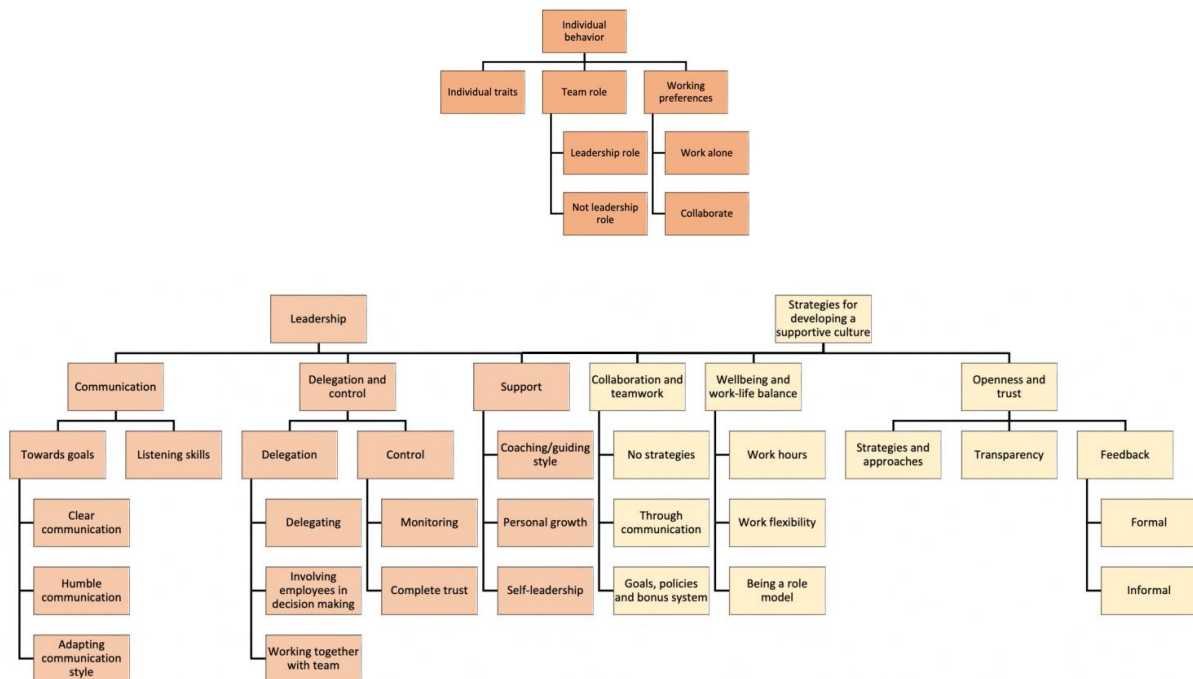 Individual
behavior
Individual traits
Team role
Working
preferences
Leadership role
Work alone
Not leadership
role
Collaborate
Leadership
Strategies for
developing a
supportive culture
Communication
Delegation and
control
Support
Collaboration and
teamwork
Wellbeing and
work-life balance
Openness and
trust
Towards goals
Listening skills
Delegation
Control
Coaching/guiding
style
No strategies
Work hours
Strategies and
approaches
Transparency
Feedback
Clear
communication
Delegating
Monitoring
Personal growth
Through
communication
Work flexibility
Formal
Humble
communication
Involving
employees in
decision making
Complete trust
Self-leadership
Goals, policies
and bonus system
Being a role
model
Informal
Adapting
communication
style
Working together
with team